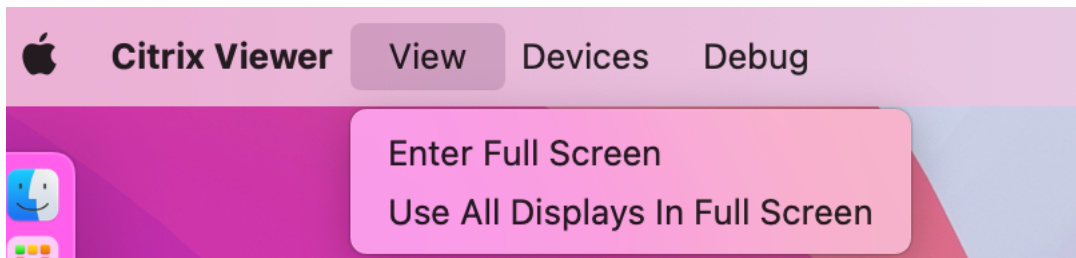 Citrix Viewer View Devices Debug
Enter Full Screen
Use All Displays In Full Screen